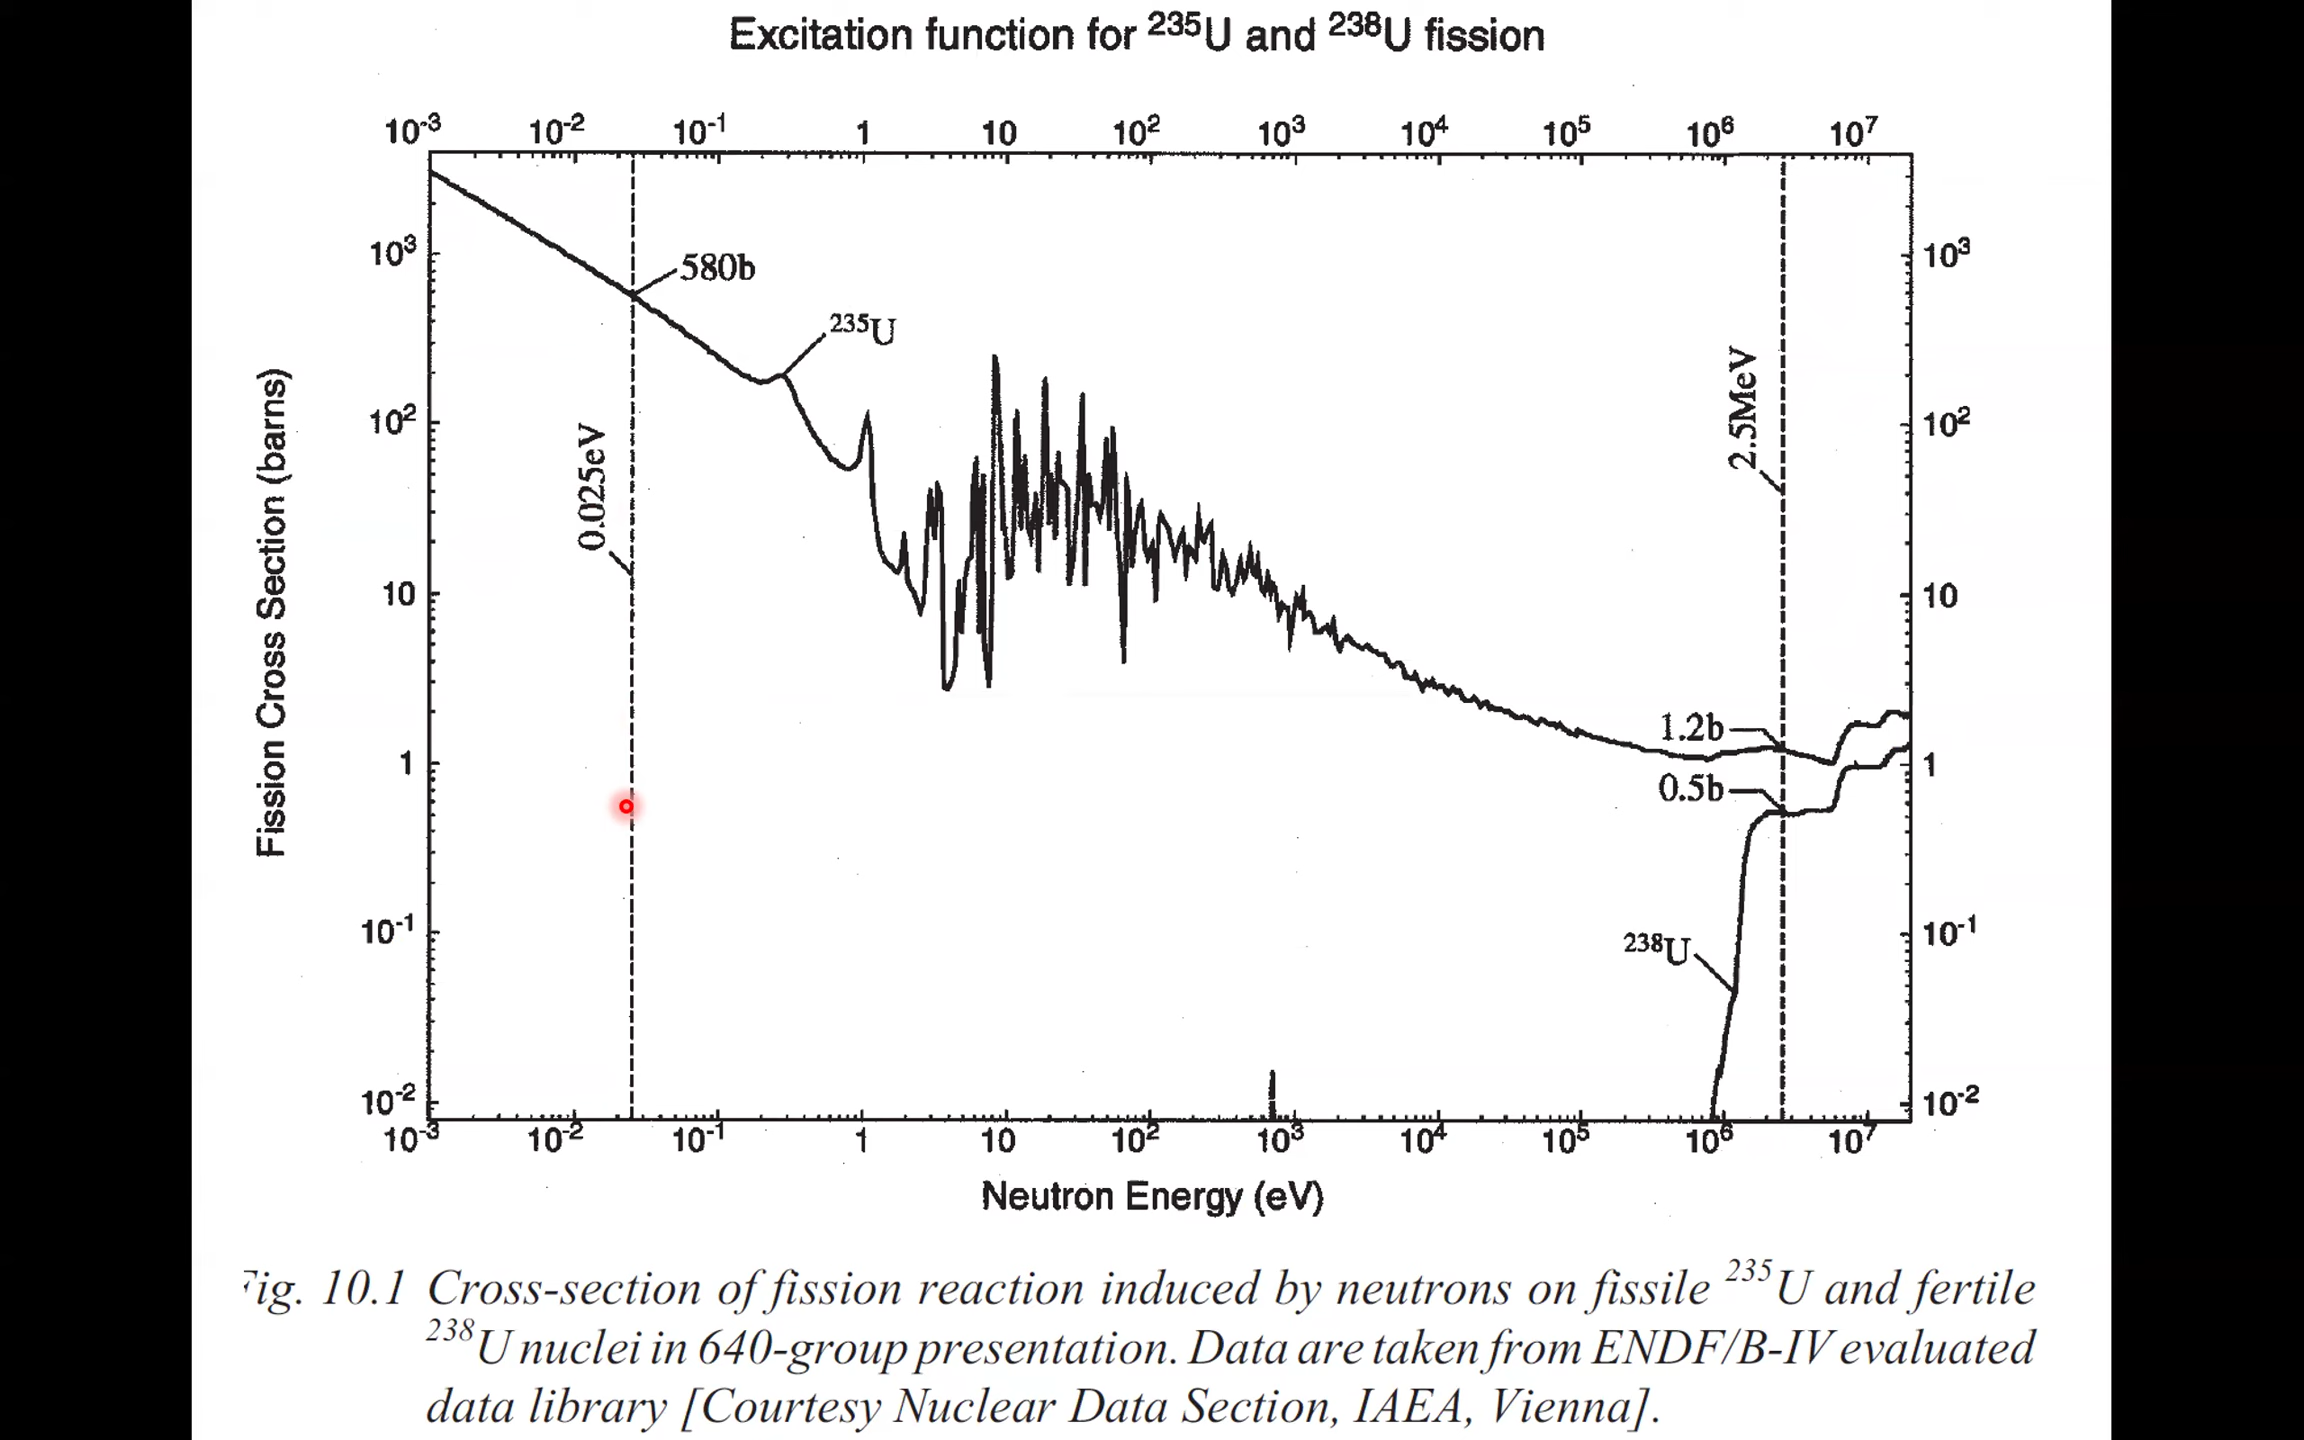 Excitation function for ²³⁵U and ²³⁸U fission
10⁻³ 10⁻² 10⁻¹ 1 10 10² 10³ 10⁴ 10⁵ 10⁶ 10⁷
10³
10²
10
1
10⁻¹
10⁻²
Fission Cross Section (barns)
0.025eV
580b
²³⁵U
2.5MeV
1.2b
0.5b
²³⁸U
10³
10²
10
1
10⁻¹
10⁻²
10⁻³ 10⁻² 10⁻¹ 1 10 10² 10³ 10⁴ 10⁵ 10⁶ 10⁷
Neutron Energy (eV)
Fig. 10.1 Cross-section of fission reaction induced by neutrons on fissile ²³⁵U and fertile
²³⁸U nuclei in 640-group presentation. Data are taken from ENDF/B-IV evaluated
data library [Courtesy Nuclear Data Section, IAEA, Vienna].